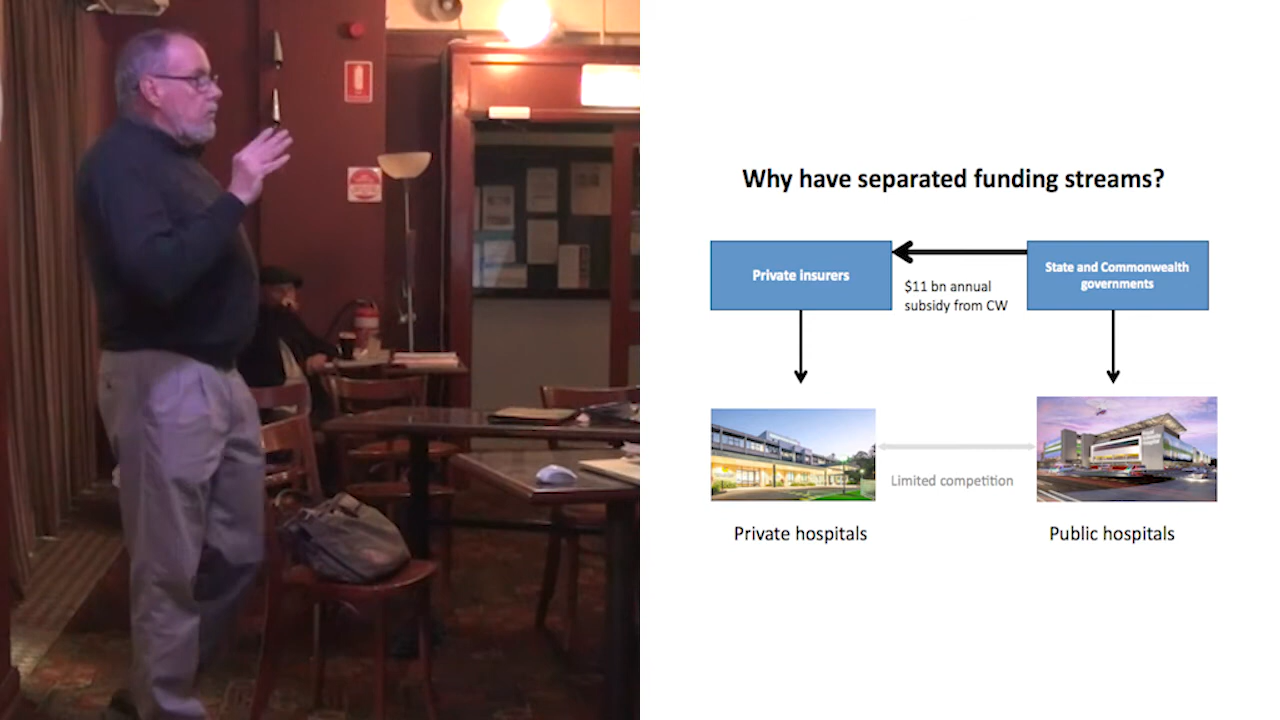 Why have separated funding streams?
Private insurers
State and Commonwealth
governments
$11 bn annual
subsidy from CW
Limited competition
Private hospitals
Public hospitals